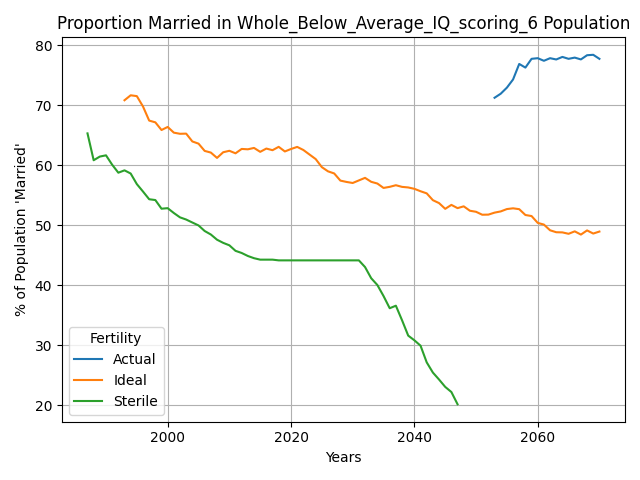 Proportion Married in Whole_Below_Average_IQ_scoring_6 Population
% of Population 'Married'
80
70
60
50
40
30
20
Fertility
Actual
Ideal
Sterile
2000 2020 2040 2060
Years